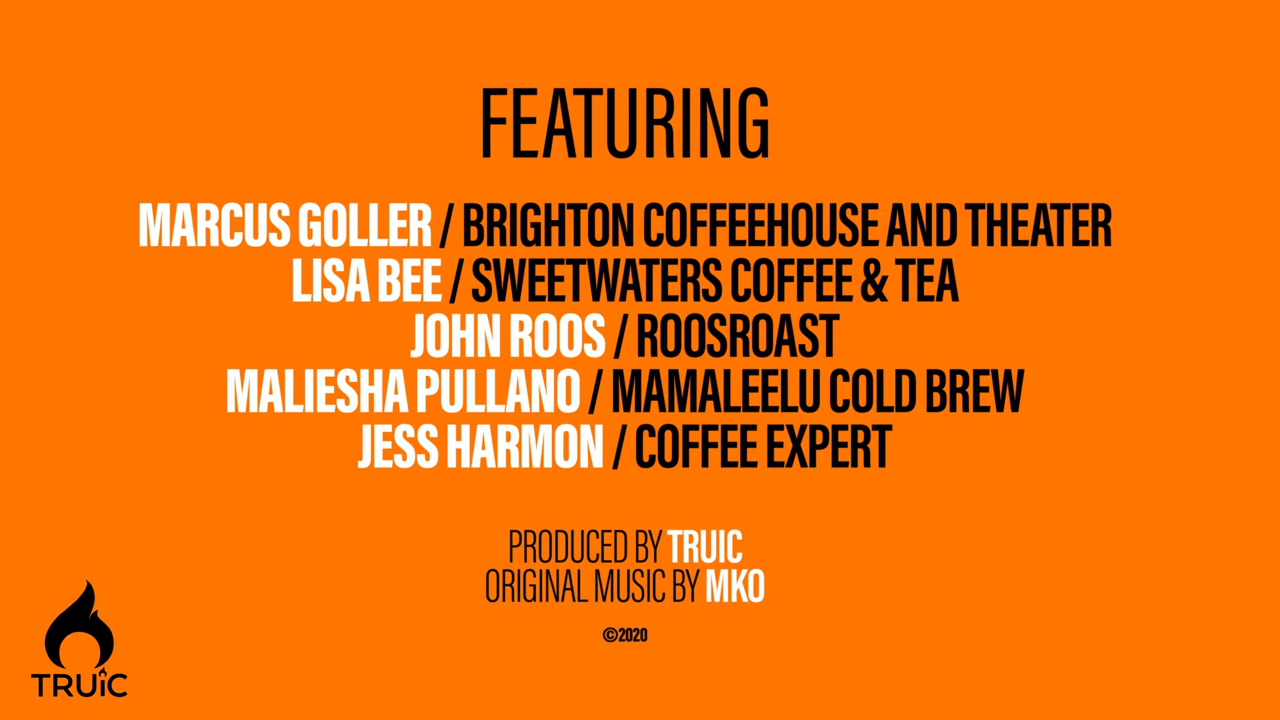 FEATURING
MARCUS GOLLER / BRIGHTON COFFEEHOUSE AND THEATER
LISA BEE / SWEETWATERS COFFEE & TEA
JOHN ROOS / ROOSROAST
MALIESHA PULLANO / MAMALEELU COLD BREW
JESS HARMON / COFFEE EXPERT
PRODUCED BY TRUIC
ORIGINAL MUSIC BY MKO
©2020
TRUiC